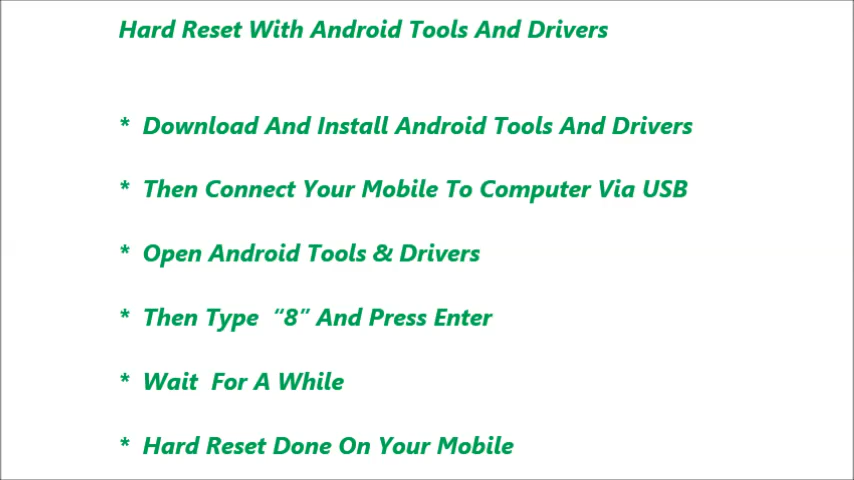 Hard Reset With Android Tools And Drivers
* Download And Install Android Tools And Drivers
* Then Connect Your Mobile To Computer Via USB
* Open Android Tools & Drivers
* Then Type “8” And Press Enter
* Wait For A While
* Hard Reset Done On Your Mobile